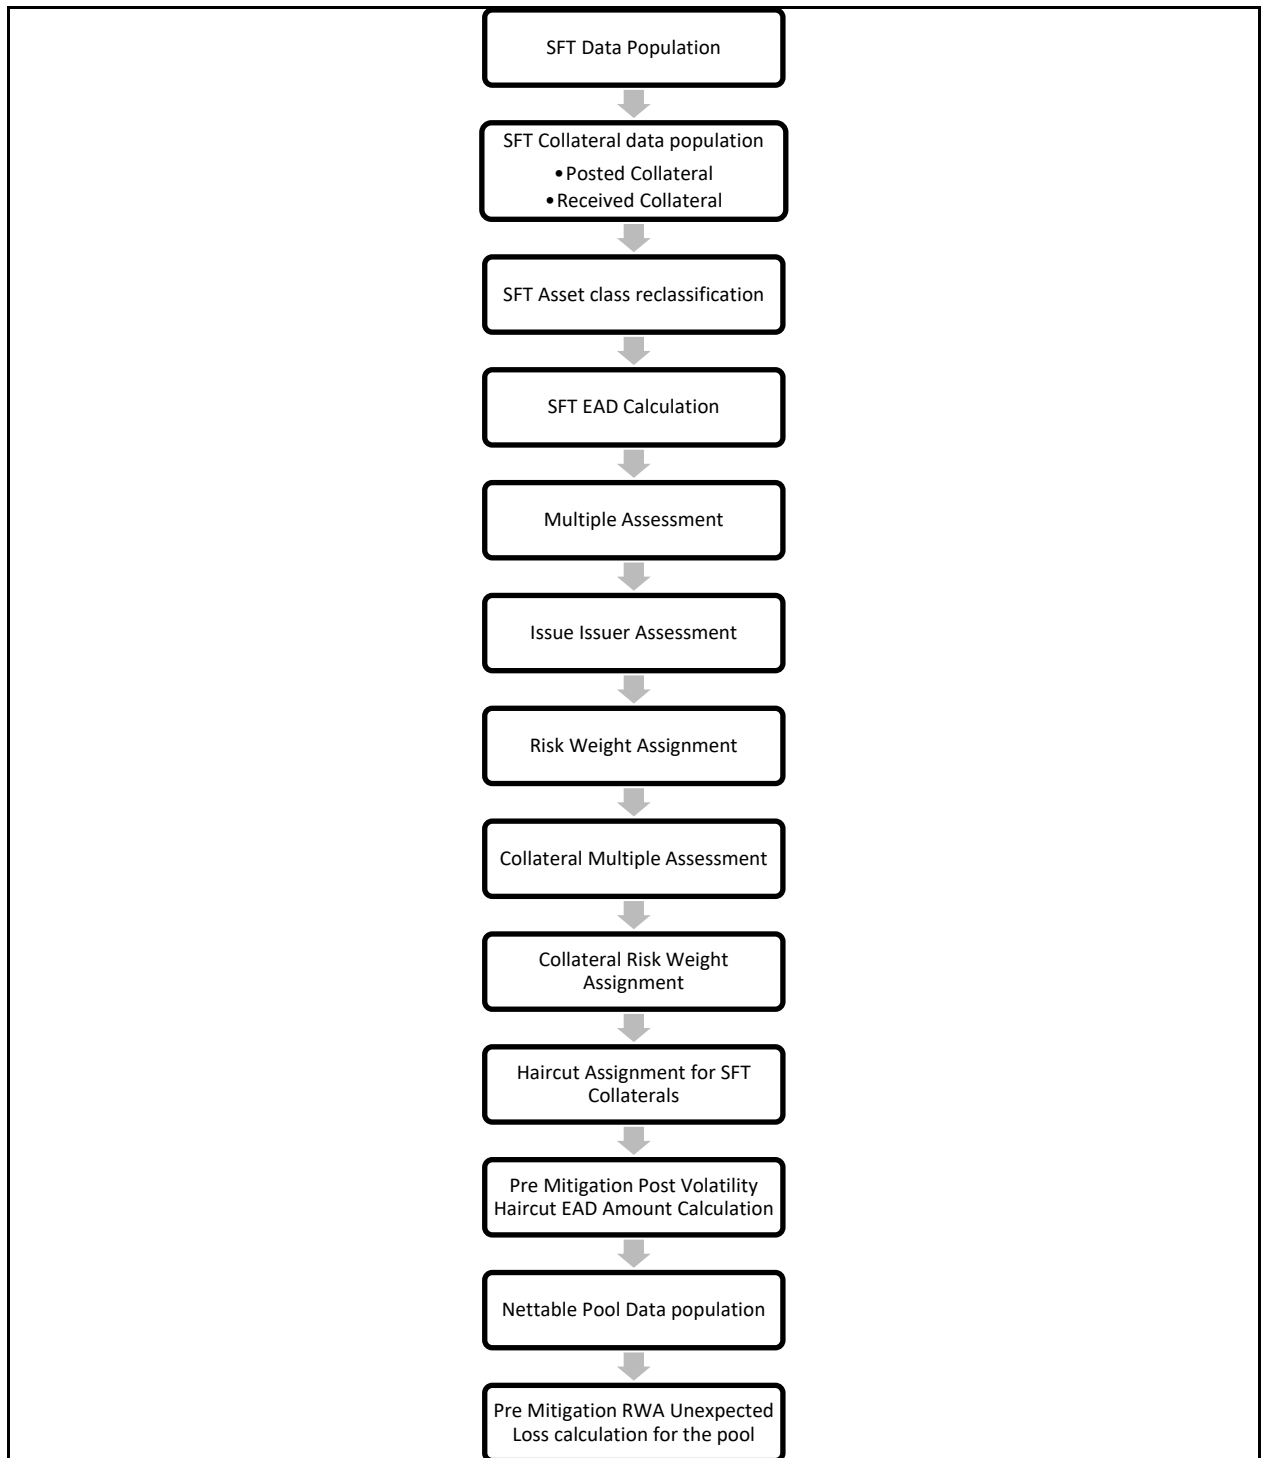 SFT Data Population
SFT Collateral data population
•Posted Collateral
•Received Collateral
SFT Asset class reclassification
SFT EAD Calculation
Multiple Assessment
Issue Issuer Assessment
Risk Weight Assignment
Collateral Multiple Assessment
Collateral Risk Weight
Assignment
Haircut Assignment for SFT
Collaterals
Pre Mitigation Post Volatility
Haircut EAD Amount Calculation
Nettable Pool Data population
Pre Mitigation RWA Unexpected
Loss calculation for the pool